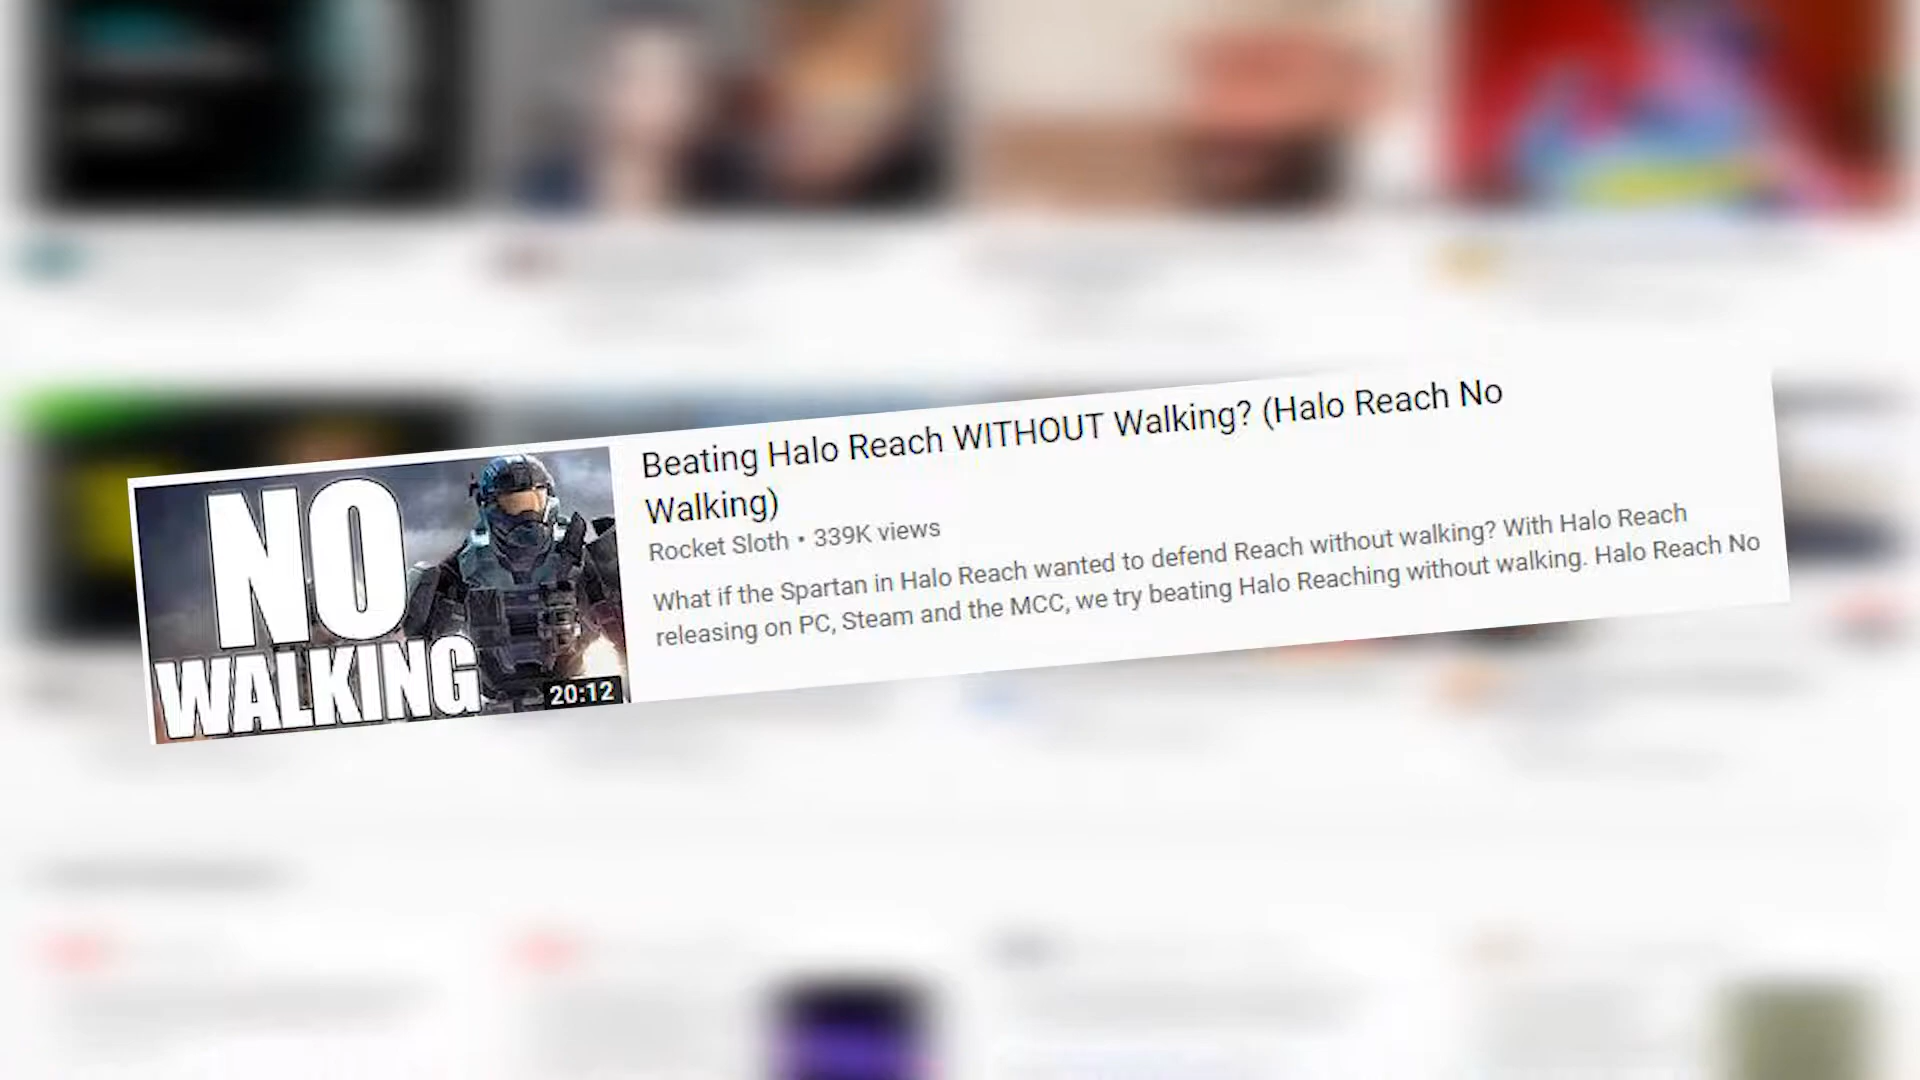 NO
WALKING
20:12
Beating Halo Reach WITHOUT Walking? (Halo Reach No
Walking)
Rocket Sloth • 339K views
What if the Spartan in Halo Reach wanted to defend Reach without walking? With Halo Reach
releasing on PC, Steam and the MCC, we try beating Halo Reaching without walking. Halo Reach No